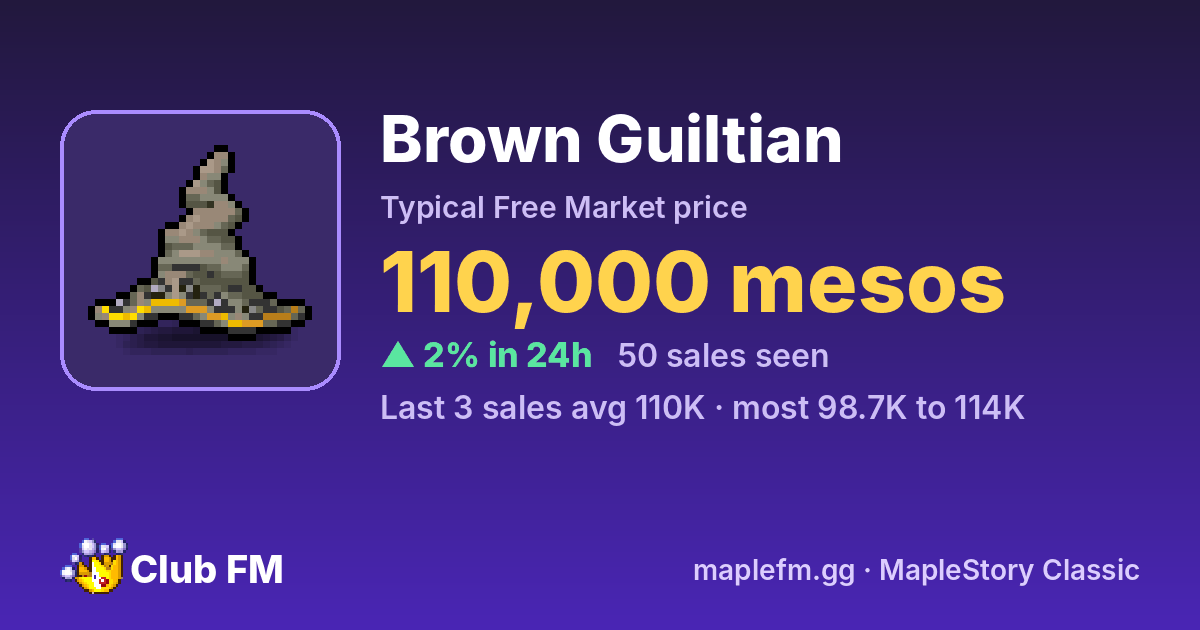 Brown Guiltian
Typical Free Market price
110,000 mesos
▲ 2% in 24h 50 sales seen
Last 3 sales avg 110K · most 98.7K to 114K
Club FM
maplefm.gg · MapleStory Classic